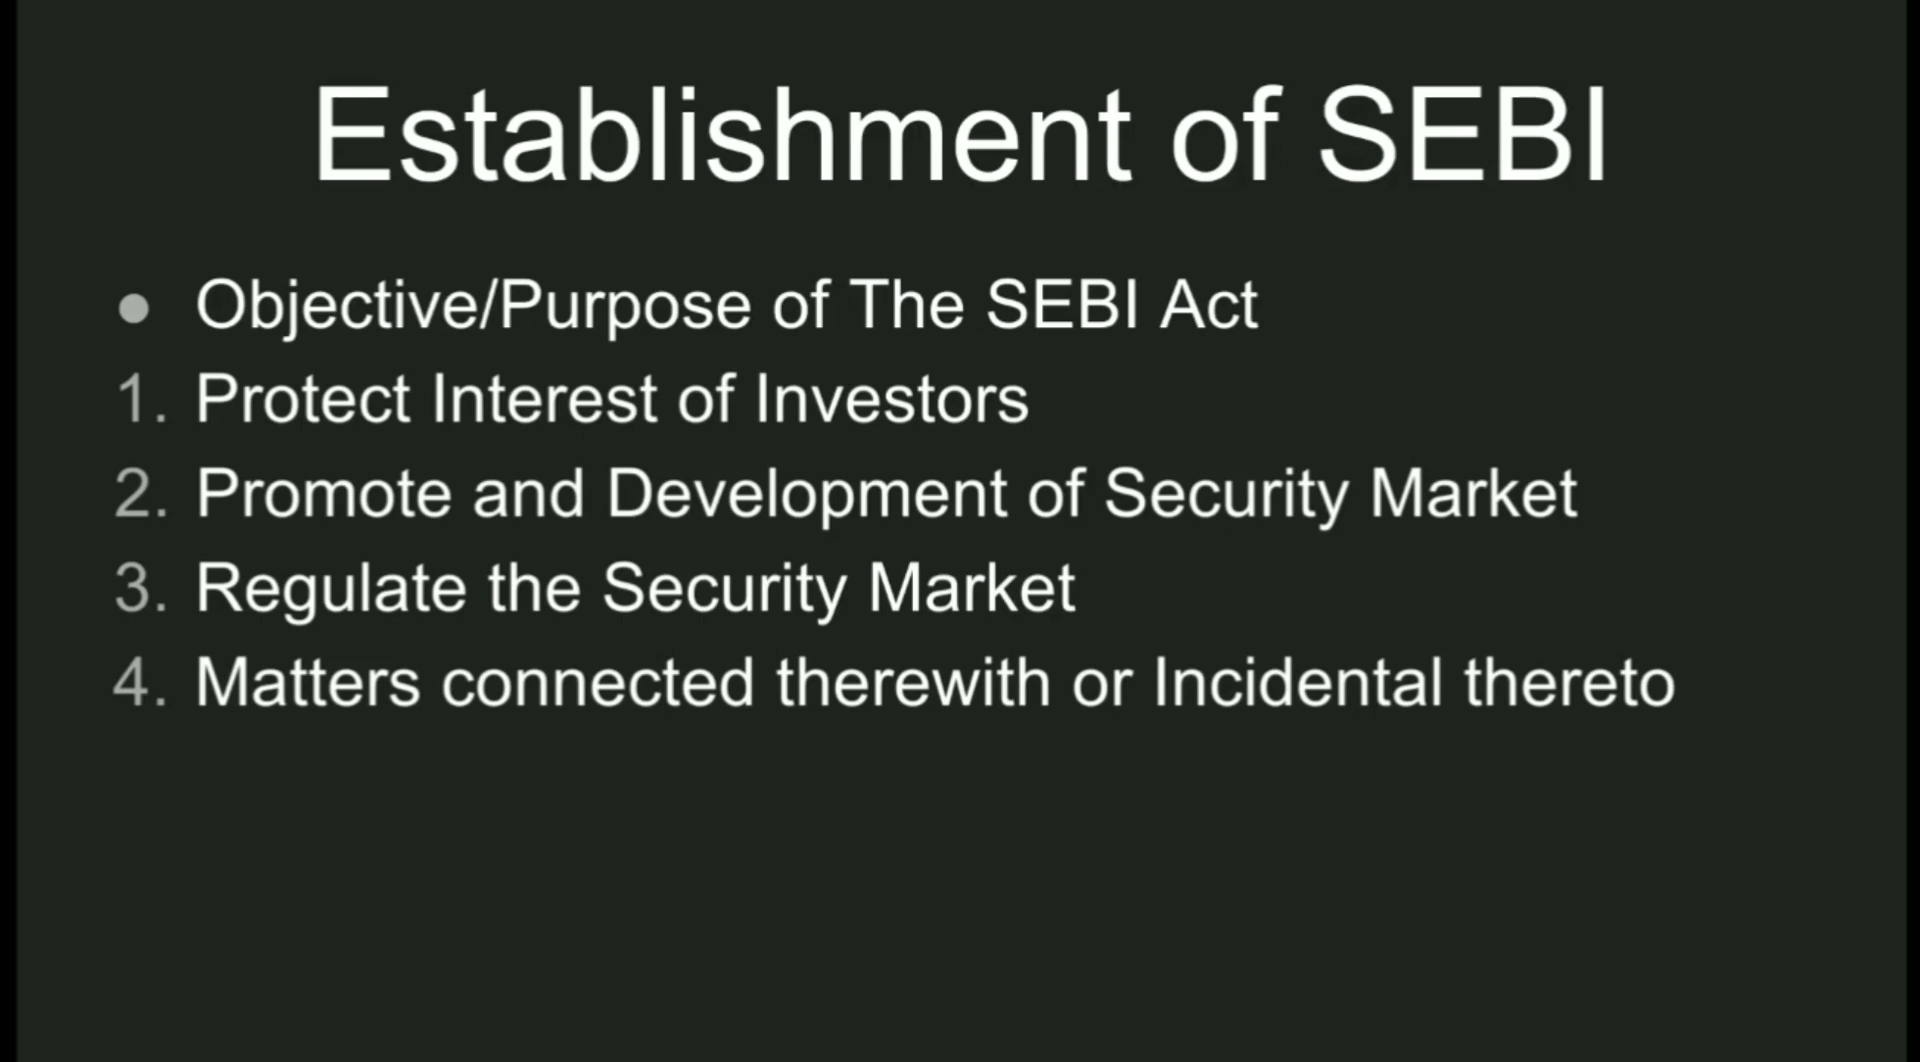 Establishment of SEBI
● Objective/Purpose of The SEBI Act
1. Protect Interest of Investors
2. Promote and Development of Security Market
3. Regulate the Security Market
4. Matters connected therewith or Incidental thereto